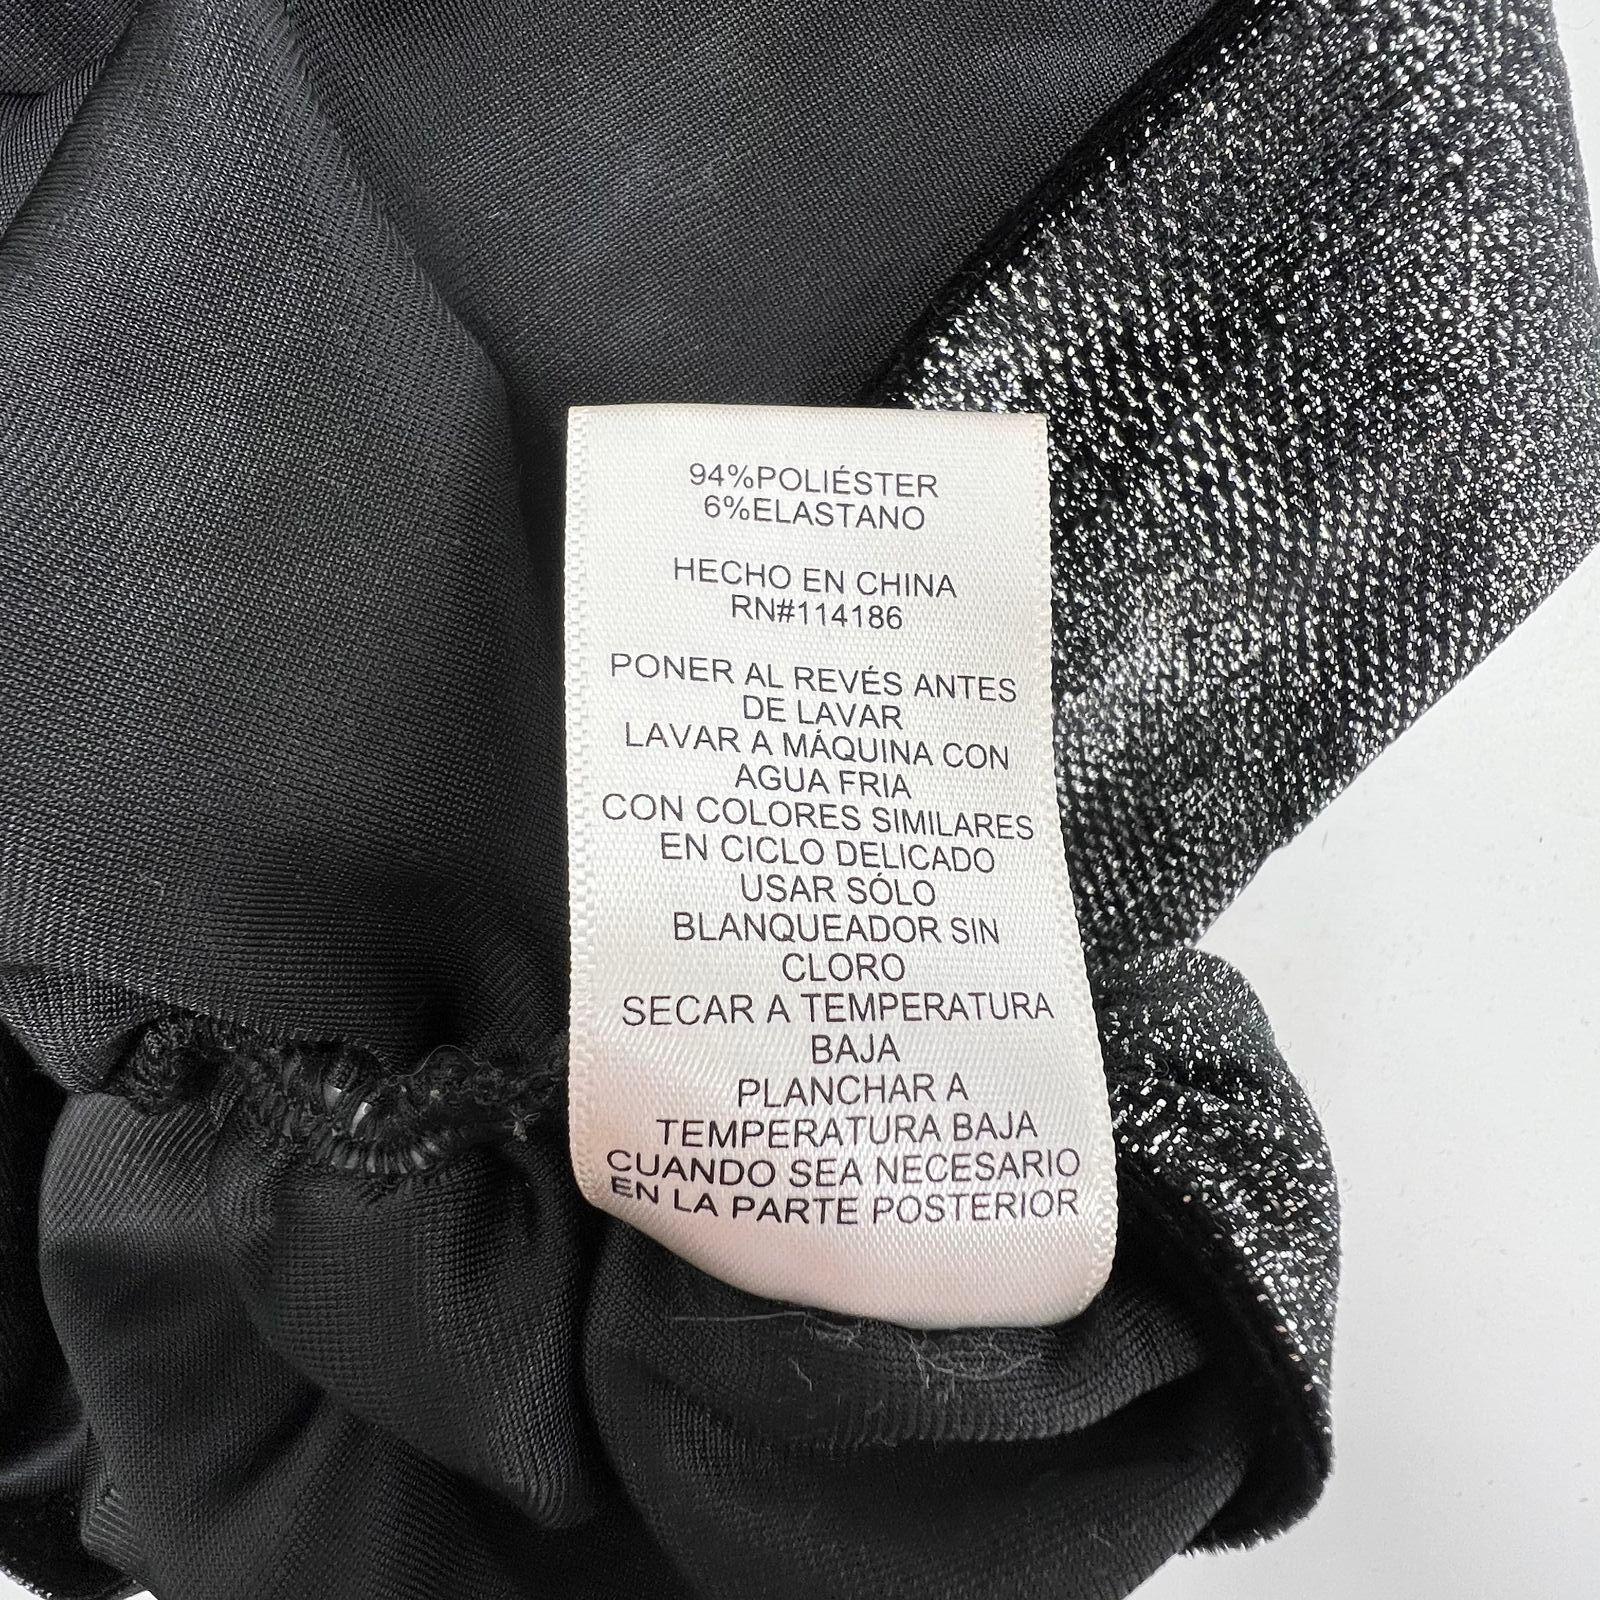 94%POLIÉSTER
6%ELASTANO
HECHO EN CHINA
RN#114186
PONER AL REVÉS ANTES
DE LAVAR
LAVAR A MÁQUINA CON
AGUA FRIA
CON COLORES SIMILARES
EN CICLO DELICADO
USAR SÓLO
BLANQUEADOR SIN
CLORO
SECAR A TEMPERATURA
BAJA
PLANCHAR A
TEMPERATURA BAJA
CUANDO SEA NECESARIO
EN LA PARTE POSTERIOR